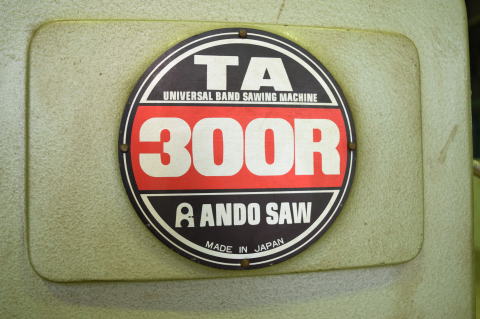 TA
UNIVERSAL BAND SAWING MACHINE
300R
ANDO SAW
MADE IN JAPAN